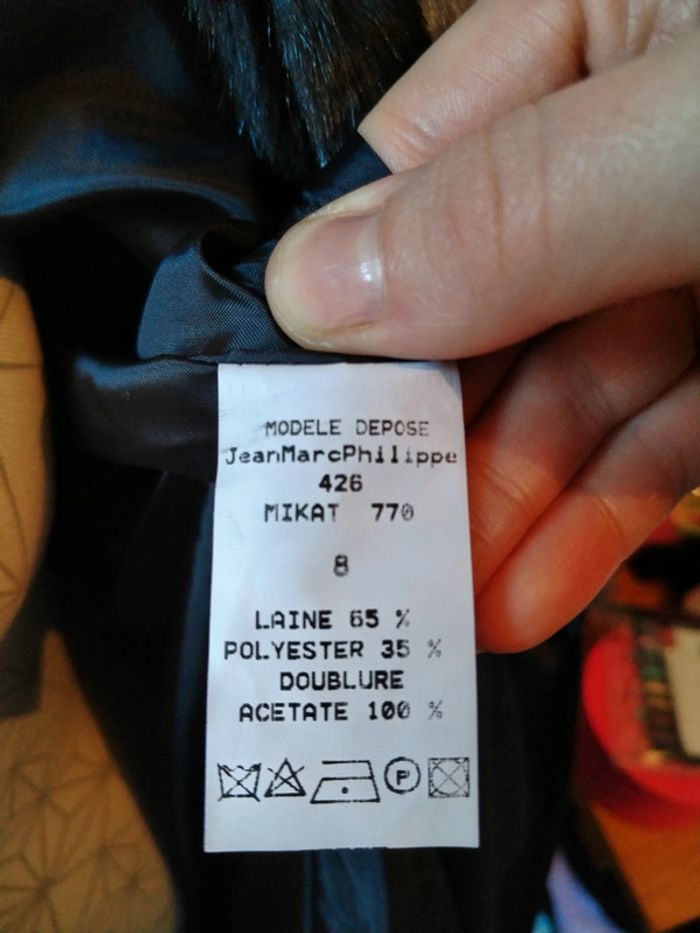 MODELE DEPOSE
JeanMarcPhilippe
426
MIKAT 770
8
LAINE 65 %
POLYESTER 35 %
DOUBLURE
ACETATE 100 %
P